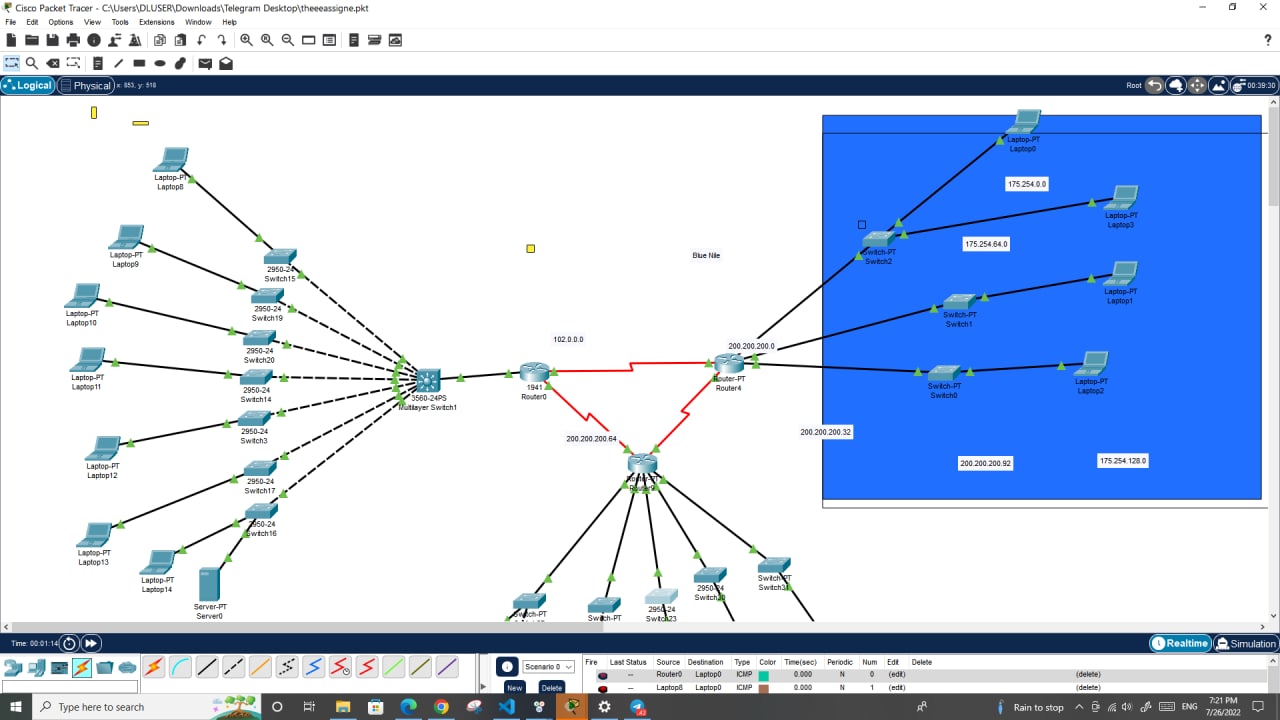 Cisco Packet Tracer - C:\Users\DLUSER\Downloads\Telegram Desktop\theeeassigne.pkt
File Edit Options View Tools Extensions Window Help
?
Logical Physical x: 853, y: 518 Root 00:39:30
Laptop-PT
Laptop8
Laptop-PT
Laptop9
Laptop-PT
Laptop10
Laptop-PT
Laptop11
Laptop-PT
Laptop12
Laptop-PT
Laptop13
Laptop-PT
Laptop14
Server-PT
Server0
2950-24
Switch15
2950-24
Switch19
2950-24
Switch20
2950-24
Switch14
2950-24
Switch3
2950-24
Switch17
2950-24
Switch16
3560-24PS
Multilayer Switch1
1941
Router0
102.0.0.0
Blue Nile
200.200.200.0
Router-PT
Router4
200.200.200.64
Router-PT
Switch-PT
Switch-PT
2950-24
Switch23
2950-24
Switch-PT
Laptop-PT
Laptop0
175.254.0.0
Laptop-PT
Laptop3
Switch-PT
Switch2
175.254.64.0
Laptop-PT
Laptop1
Switch-PT
Switch1
Laptop-PT
Laptop2
Switch-PT
Switch0
200.200.200.32
200.200.200.92
175.254.128.0
Time: 00:01:14
Realtime Simulation
Scenario 0
New Delete
Fire Last Status Source Destination Type Color Time(sec) Periodic Num Edit Delete
-- Router0 Laptop0 ICMP 0.000 N 0 (edit) (delete)
-- Laptop8 Laptop0 ICMP 0.000 N 1 (edit) (delete)
Type here to search
Rain to stop
ENG
7:21 PM
7/26/2022